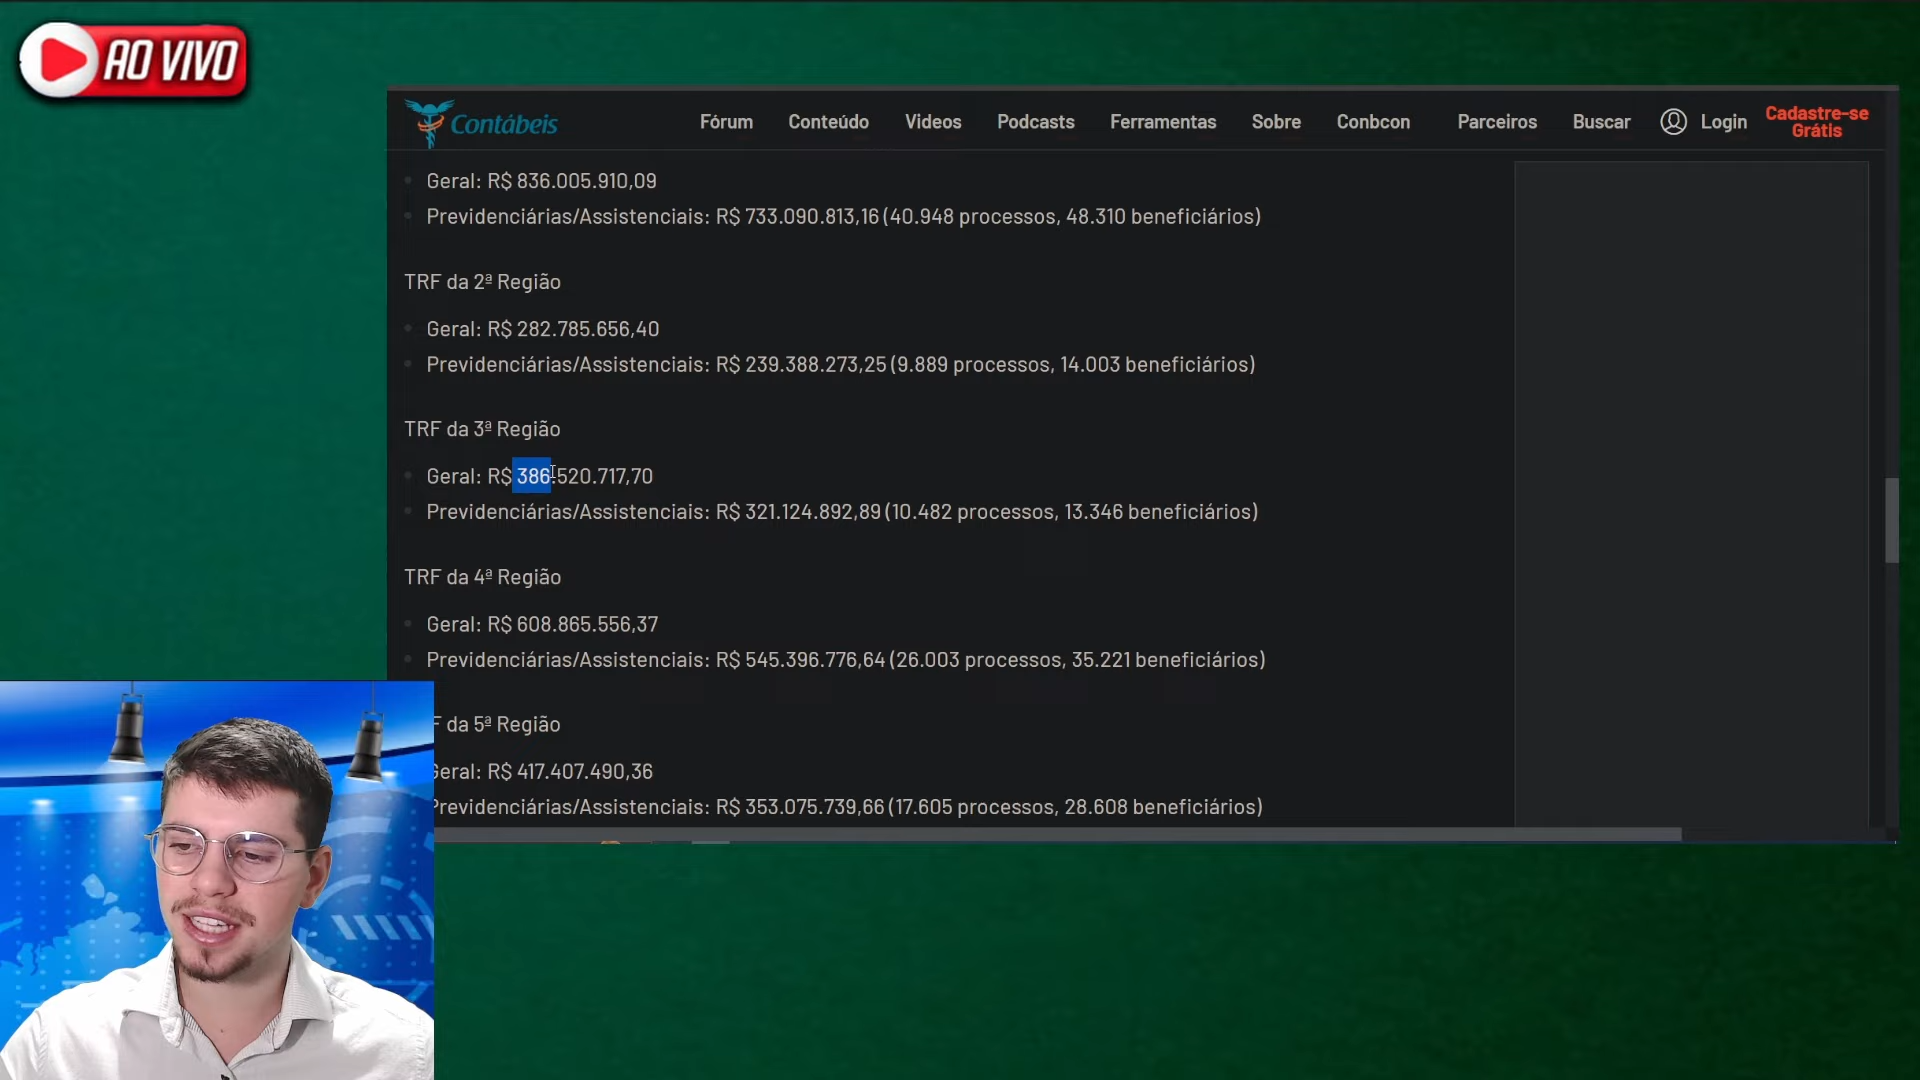 AO VIVO
Contábeis
Fórum Conteúdo Videos Podcasts Ferramentas Sobre Conbcon Parceiros Buscar Login Cadastre-se Grátis
Geral: R$ 836.005.910,09
Previdenciárias/Assistenciais: R$ 733.090.813,16 (40.948 processos, 48.310 beneficiários)
TRF da 2ª Região
Geral: R$ 282.785.656,40
Previdenciárias/Assistenciais: R$ 239.388.273,25 (9.889 processos, 14.003 beneficiários)
TRF da 3ª Região
Geral: R$ 386.520.717,70
Previdenciárias/Assistenciais: R$ 321.124.892,89 (10.482 processos, 13.346 beneficiários)
TRF da 4ª Região
Geral: R$ 608.865.556,37
Previdenciárias/Assistenciais: R$ 545.396.776,64 (26.003 processos, 35.221 beneficiários)
F da 5ª Região
Geral: R$ 417.407.490,36
Previdenciárias/Assistenciais: R$ 353.075.739,66 (17.605 processos, 28.608 beneficiários)